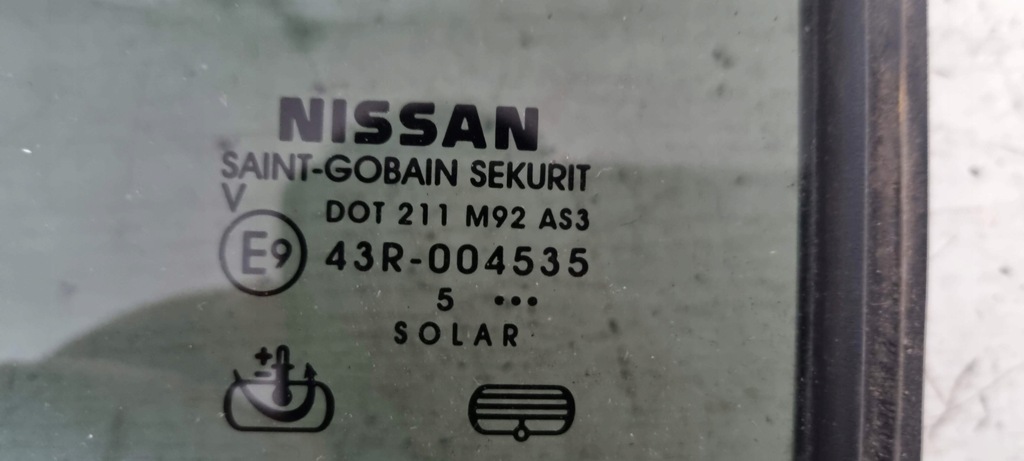 NISSAN
SAINT-GOBAIN SEKURIT
V
DOT 211 M92 AS3
E9 43R-004535
5 •••
SOLAR